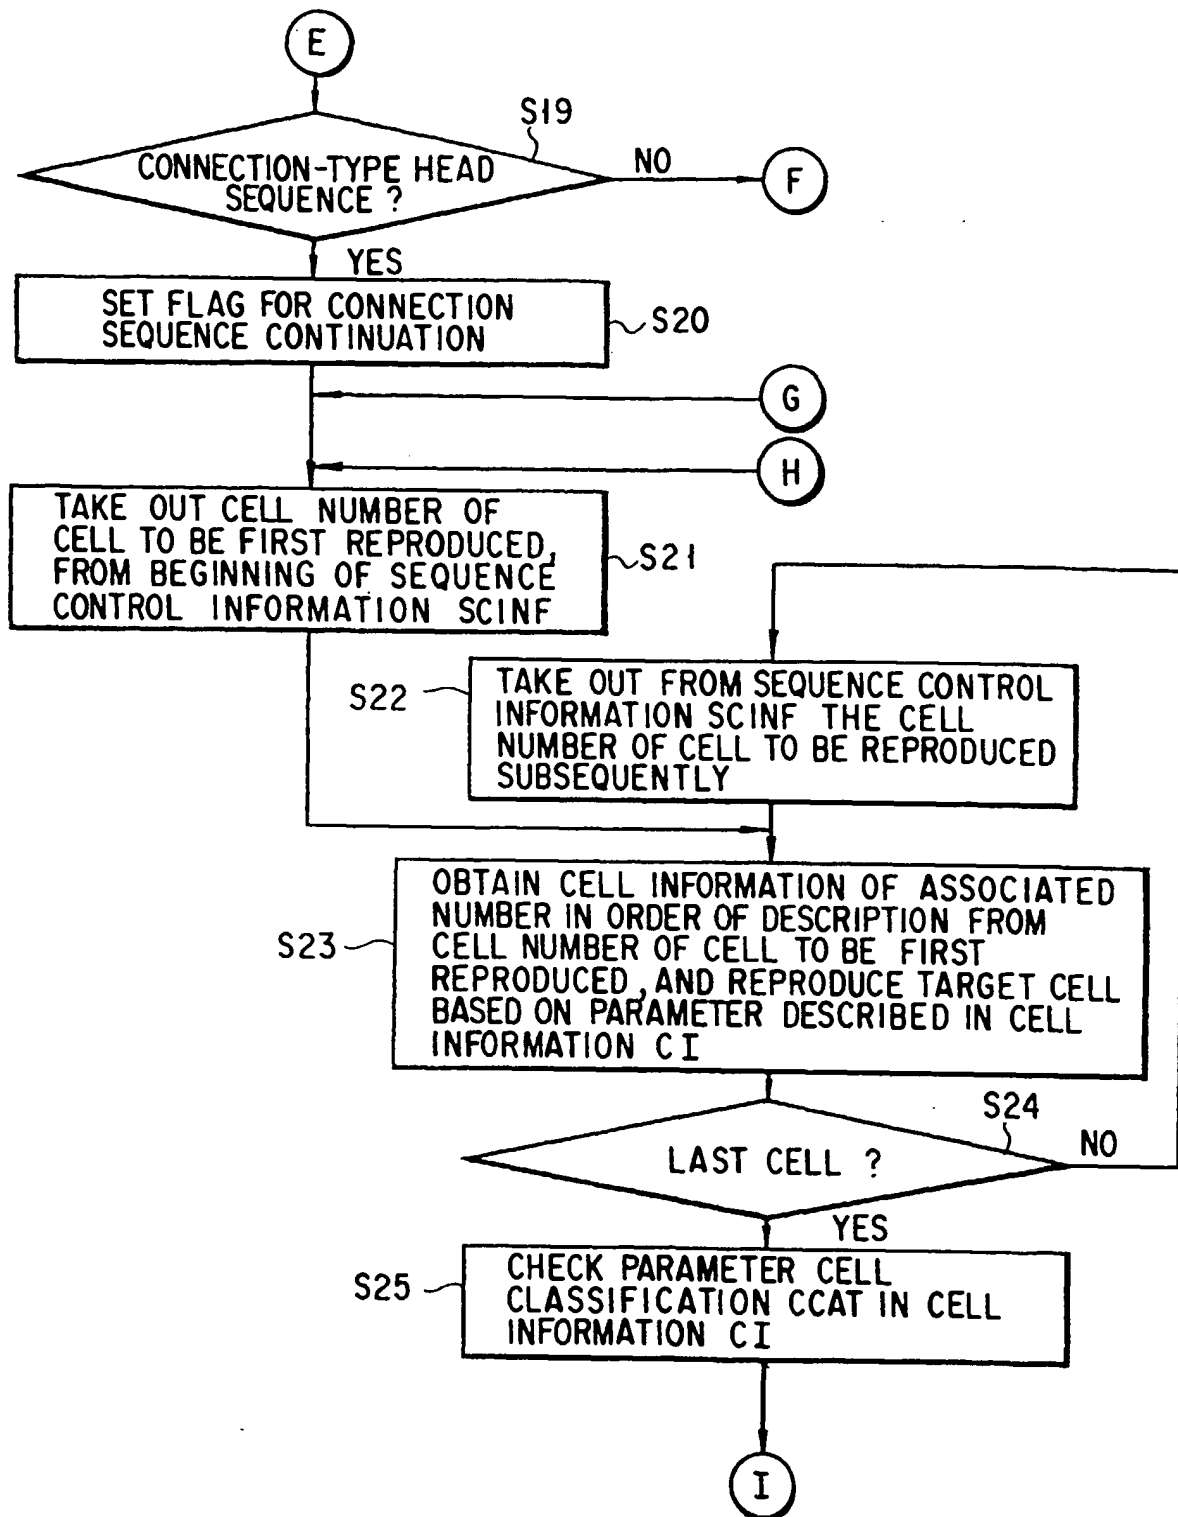 E
S19
CONNECTION-TYPE HEAD
SEQUENCE ?
NO
F
YES
SET FLAG FOR CONNECTION
SEQUENCE CONTINUATION
S20
G
H
TAKE OUT CELL NUMBER OF
CELL TO BE FIRST REPRODUCED,
FROM BEGINNING OF SEQUENCE
CONTROL INFORMATION SCINF
S21
S22
TAKE OUT FROM SEQUENCE CONTROL
INFORMATION SCINF THE CELL
NUMBER OF CELL TO BE REPRODUCED
SUBSEQUENTLY
S23
OBTAIN CELL INFORMATION OF ASSOCIATED
NUMBER IN ORDER OF DESCRIPTION FROM
CELL NUMBER OF CELL TO BE FIRST
REPRODUCED, AND REPRODUCE TARGET CELL
BASED ON PARAMETER DESCRIBED IN CELL
INFORMATION CI
S24
LAST CELL ?
NO
YES
S25
CHECK PARAMETER CELL
CLASSIFICATION CCAT IN CELL
INFORMATION CI
I